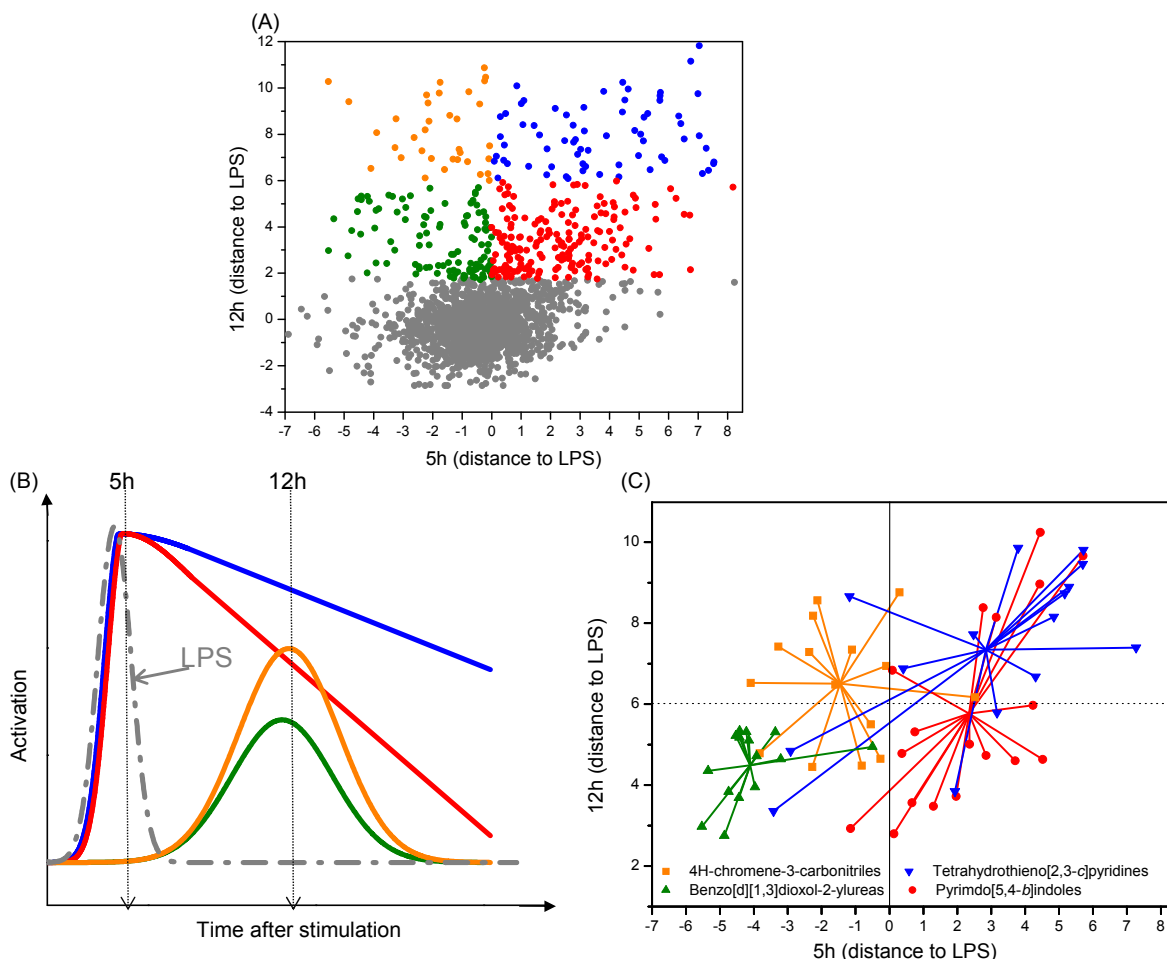 (A)
12
10
8
6
4
2
0
-2
-4
12h (distance to LPS)
-7 -6 -5 -4 -3 -2 -1 0 1 2 3 4 5 6 7 8
5h (distance to LPS)
(B)
5h
12h
LPS
Activation
Time after stimulation
(C)
10
8
6
4
2
12h (distance to LPS)
4H-chromene-3-carbonitriles
Benzo[d][1,3]dioxol-2-ylureas
Tetrahydrothieno[2,3-c]pyridines
Pyrimdo[5,4-b]indoles
-7 -6 -5 -4 -3 -2 -1 0 1 2 3 4 5 6 7 8
5h (distance to LPS)